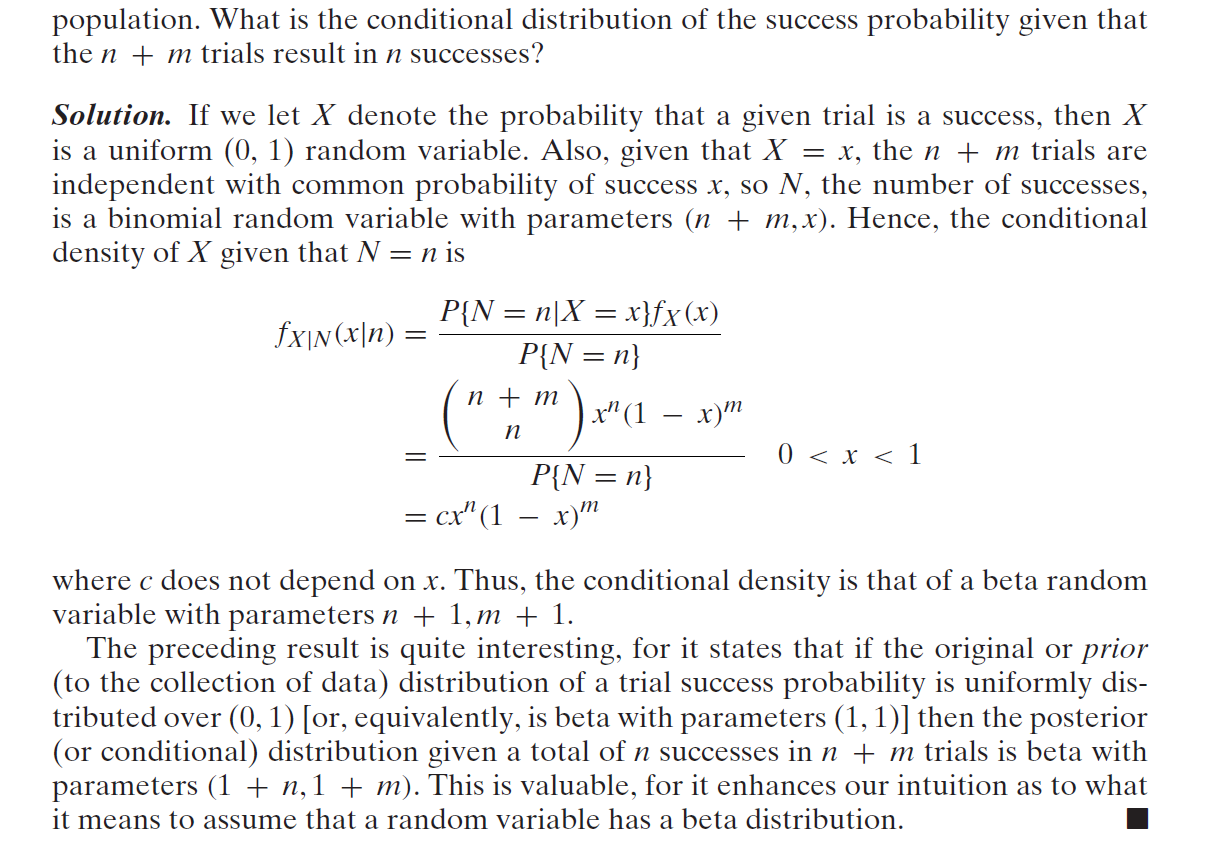 population. What is the conditional distribution of the success probability given that
the n + m trials result in n successes?
Solution. If we let X denote the probability that a given trial is a success, then X
is a uniform (0, 1) random variable. Also, given that X = x, the n + m trials are
independent with common probability of success x, so N, the number of successes,
is a binomial random variable with parameters (n + m, x). Hence, the conditional
density of X given that N = n is
f_{X|N}(x|n) = \frac{P\{N = n|X = x\}f_X(x)}{P\{N = n\}}
= \frac{\binom{n + m}{n} x^n(1 − x)^m}{P\{N = n\}} 0 < x < 1
= cx^n(1 − x)^m
where c does not depend on x. Thus, the conditional density is that of a beta random
variable with parameters n + 1, m + 1.
The preceding result is quite interesting, for it states that if the original or prior
(to the collection of data) distribution of a trial success probability is uniformly dis-
tributed over (0, 1) [or, equivalently, is beta with parameters (1, 1)] then the posterior
(or conditional) distribution given a total of n successes in n + m trials is beta with
parameters (1 + n, 1 + m). This is valuable, for it enhances our intuition as to what
it means to assume that a random variable has a beta distribution. ■